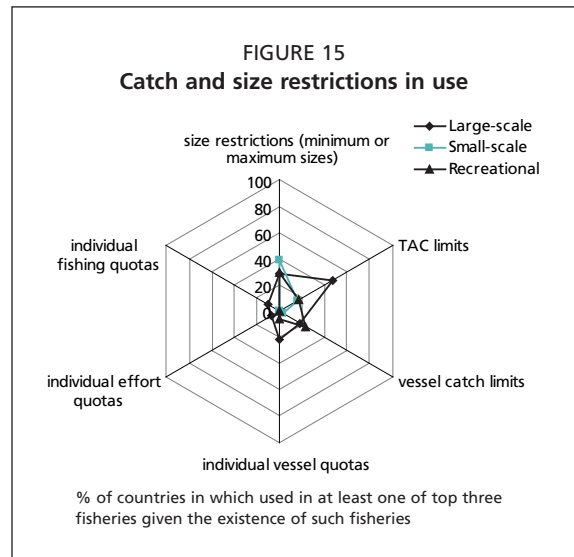 FIGURE 15
Catch and size restrictions in use
size restrictions (minimum or
maximum sizes)
Large-scale
Small-scale
Recreational
100
80
60
40
20
0
TAC limits
vessel catch limits
individual vessel quotas
individual effort
quotas
individual
fishing quotas
% of countries in which used in at least one of top three
fisheries given the existence of such fisheries